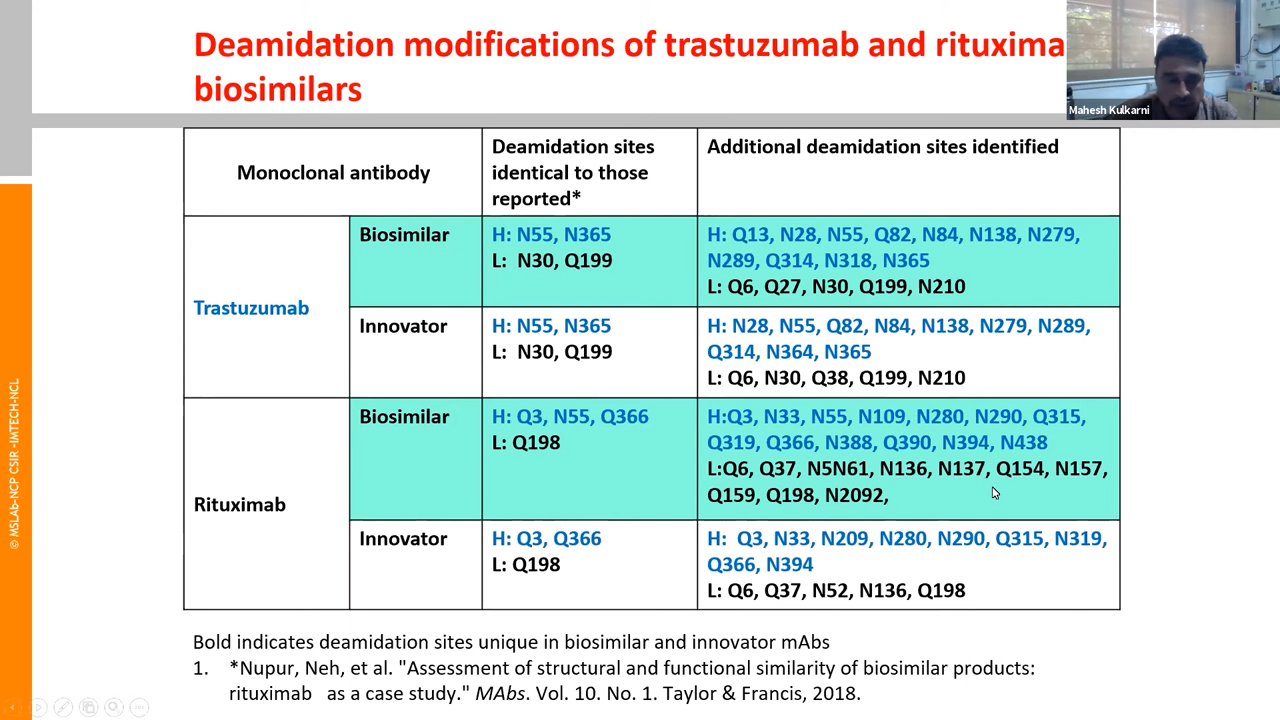 Deamidation modifications of trastuzumab and rituxima
biosimilars
Mahesh Kulkarni
Monoclonal antibody
Deamidation sites
identical to those
reported*
Additional deamidation sites identified
Trastuzumab
Biosimilar
H: N55, N365
L: N30, Q199
H: Q13, N28, N55, Q82, N84, N138, N279,
N289, Q314, N318, N365
L: Q6, Q27, N30, Q199, N210
Innovator
H: N55, N365
L: N30, Q199
H: N28, N55, Q82, N84, N138, N279, N289,
Q314, N364, N365
L: Q6, N30, Q38, Q199, N210
Rituximab
Biosimilar
H: Q3, N55, Q366
L: Q198
H:Q3, N33, N55, N109, N280, N290, Q315,
Q319, Q366, N388, Q390, N394, N438
L:Q6, Q37, N5N61, N136, N137, Q154, N157,
Q159, Q198, N2092,
Innovator
H: Q3, Q366
L: Q198
H: Q3, N33, N209, N280, N290, Q315, N319,
Q366, N394
L: Q6, Q37, N52, N136, Q198
Bold indicates deamidation sites unique in biosimilar and innovator mAbs
1. *Nupur, Neh, et al. "Assessment of structural and functional similarity of biosimilar products:
rituximab as a case study." MAbs. Vol. 10. No. 1. Taylor & Francis, 2018.
© MSLAb-NCP CSIR -IMTECH-NCL